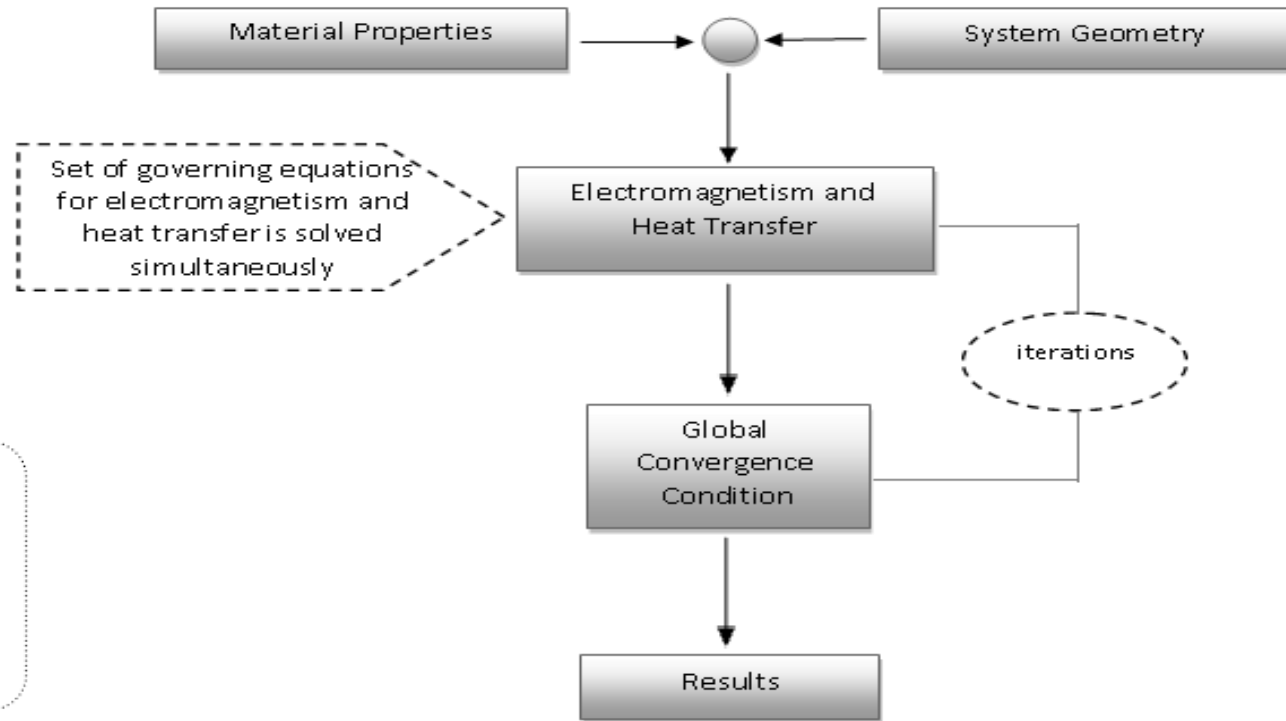 Material Properties
System Geometry
Set of governing equations
for electromagnetism and
heat transfer is solved
simultaneously
Electromagnetism and
Heat Transfer
iterations
Global
Convergence
Condition
Results